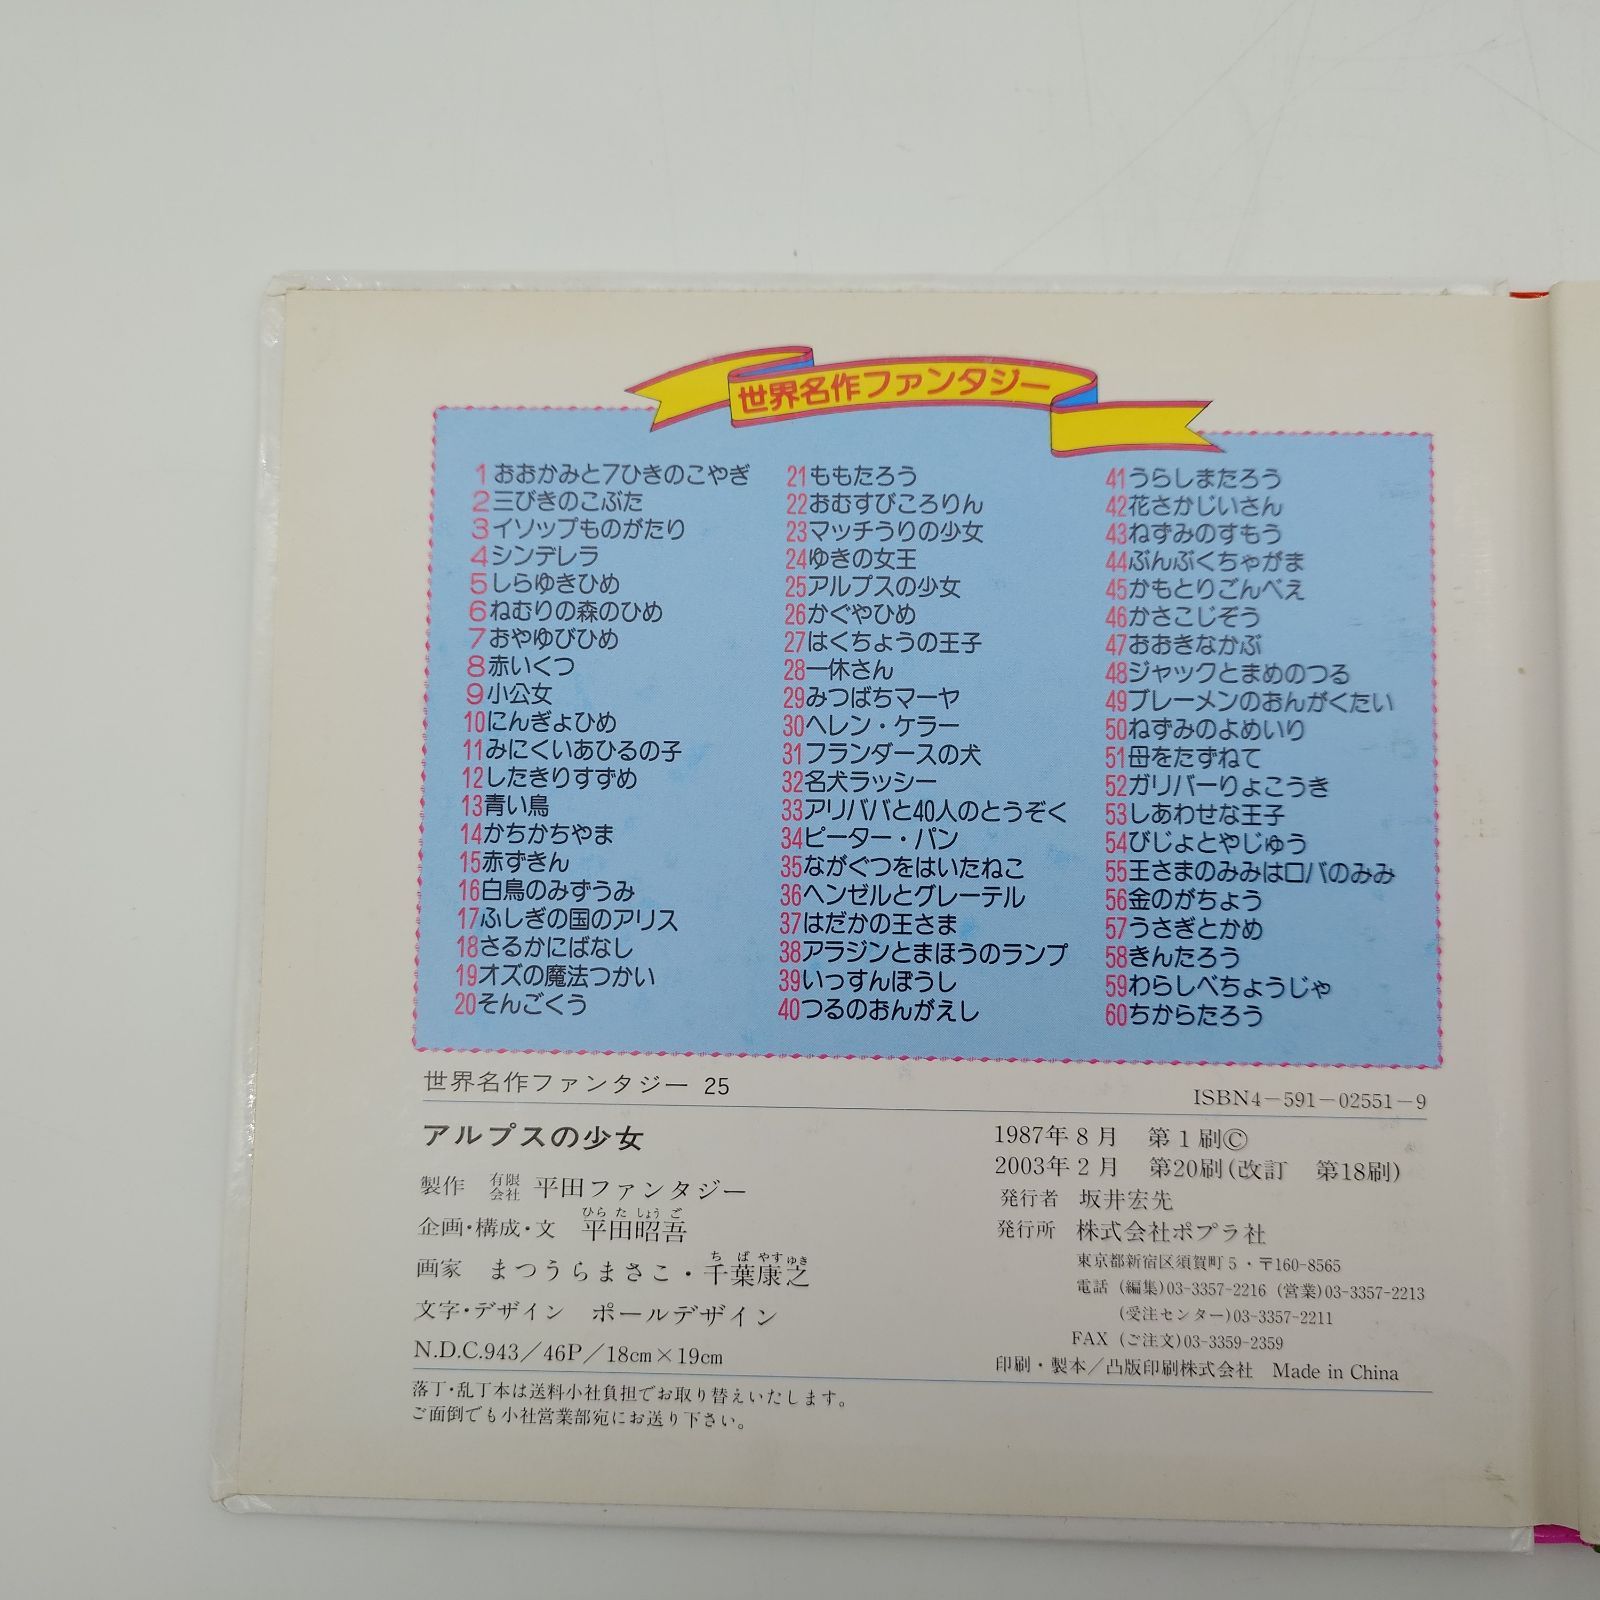 世界名作ファンタジー
1おおかみと7ひきのこやぎ
2三びきのこぶた
3イソップものがたり
4シンデレラ
5しらゆきひめ
6ねむりの森のひめ
7おやゆびひめ
8赤いくつ
9小公女
10にんぎょひめ
11みにくいあひるの子
12したきりすずめ
13青い鳥
14かちかちやま
15赤ずきん
16白鳥のみずうみ
17ふしぎの国のアリス
18さるかにばなし
19オズの魔法つかい
20そんごくう
21ももたろう
22おむすびころりん
23マッチうりの少女
24ゆきの女王
25アルプスの少女
26かぐやひめ
27はくちょうの王子
28一休さん
29みつばちマーヤ
30ヘレン・ケラー
31フランダースの犬
32名犬ラッシー
33アリババと40人のとうぞく
34ピーター・パン
35ながぐつをはいたねこ
36ヘンゼルとグレーテル
37はだかの王さま
38アラジンとまほうのランプ
39いっすんぼうし
40つるのおんがえし
41うらしまたろう
42花さかじいさん
43ねずみのすもう
44ぶんぶくちゃがま
45かもとりごんべえ
46かさこじぞう
47おおきなかぶ
48ジャックとまめのつる
49ブレーメンのおんがくたい
50ねずみのよめいり
51母をたずねて
52ガリバーりょこうき
53しあわせな王子
54びじょとやじゅう
55王さまのみみはロバのみみ
56金のがちょう
57うさぎとかめ
58きんたろう
59わらしべちょうじゃ
60ちからたろう
世界名作ファンタジー 25
ISBN4-591-02551-9
アルプスの少女
製作 有限会社 平田ファンタジー
企画・構成・文 平田昭吾
ひらたしょうご
画家 まつうらまさこ・千葉康之
ちばやすゆき
文字・デザイン ポールデザイン
N.D.C.943/46P/18cm×19cm
1987年8月 第1刷©
2003年2月 第20刷(改訂 第18刷)
発行者 坂井宏先
発行所 株式会社ポプラ社
東京都新宿区須賀町5・〒160-8565
電話 (編集)03-3357-2216 (営業)03-3357-2213
(受注センター)03-3357-2211
FAX (ご注文)03-3359-2359
印刷・製本/凸版印刷株式会社 Made in China
落丁・乱丁本は送料小社負担でお取り替えいたします。
ご面倒でも小社営業部宛にお送り下さい。